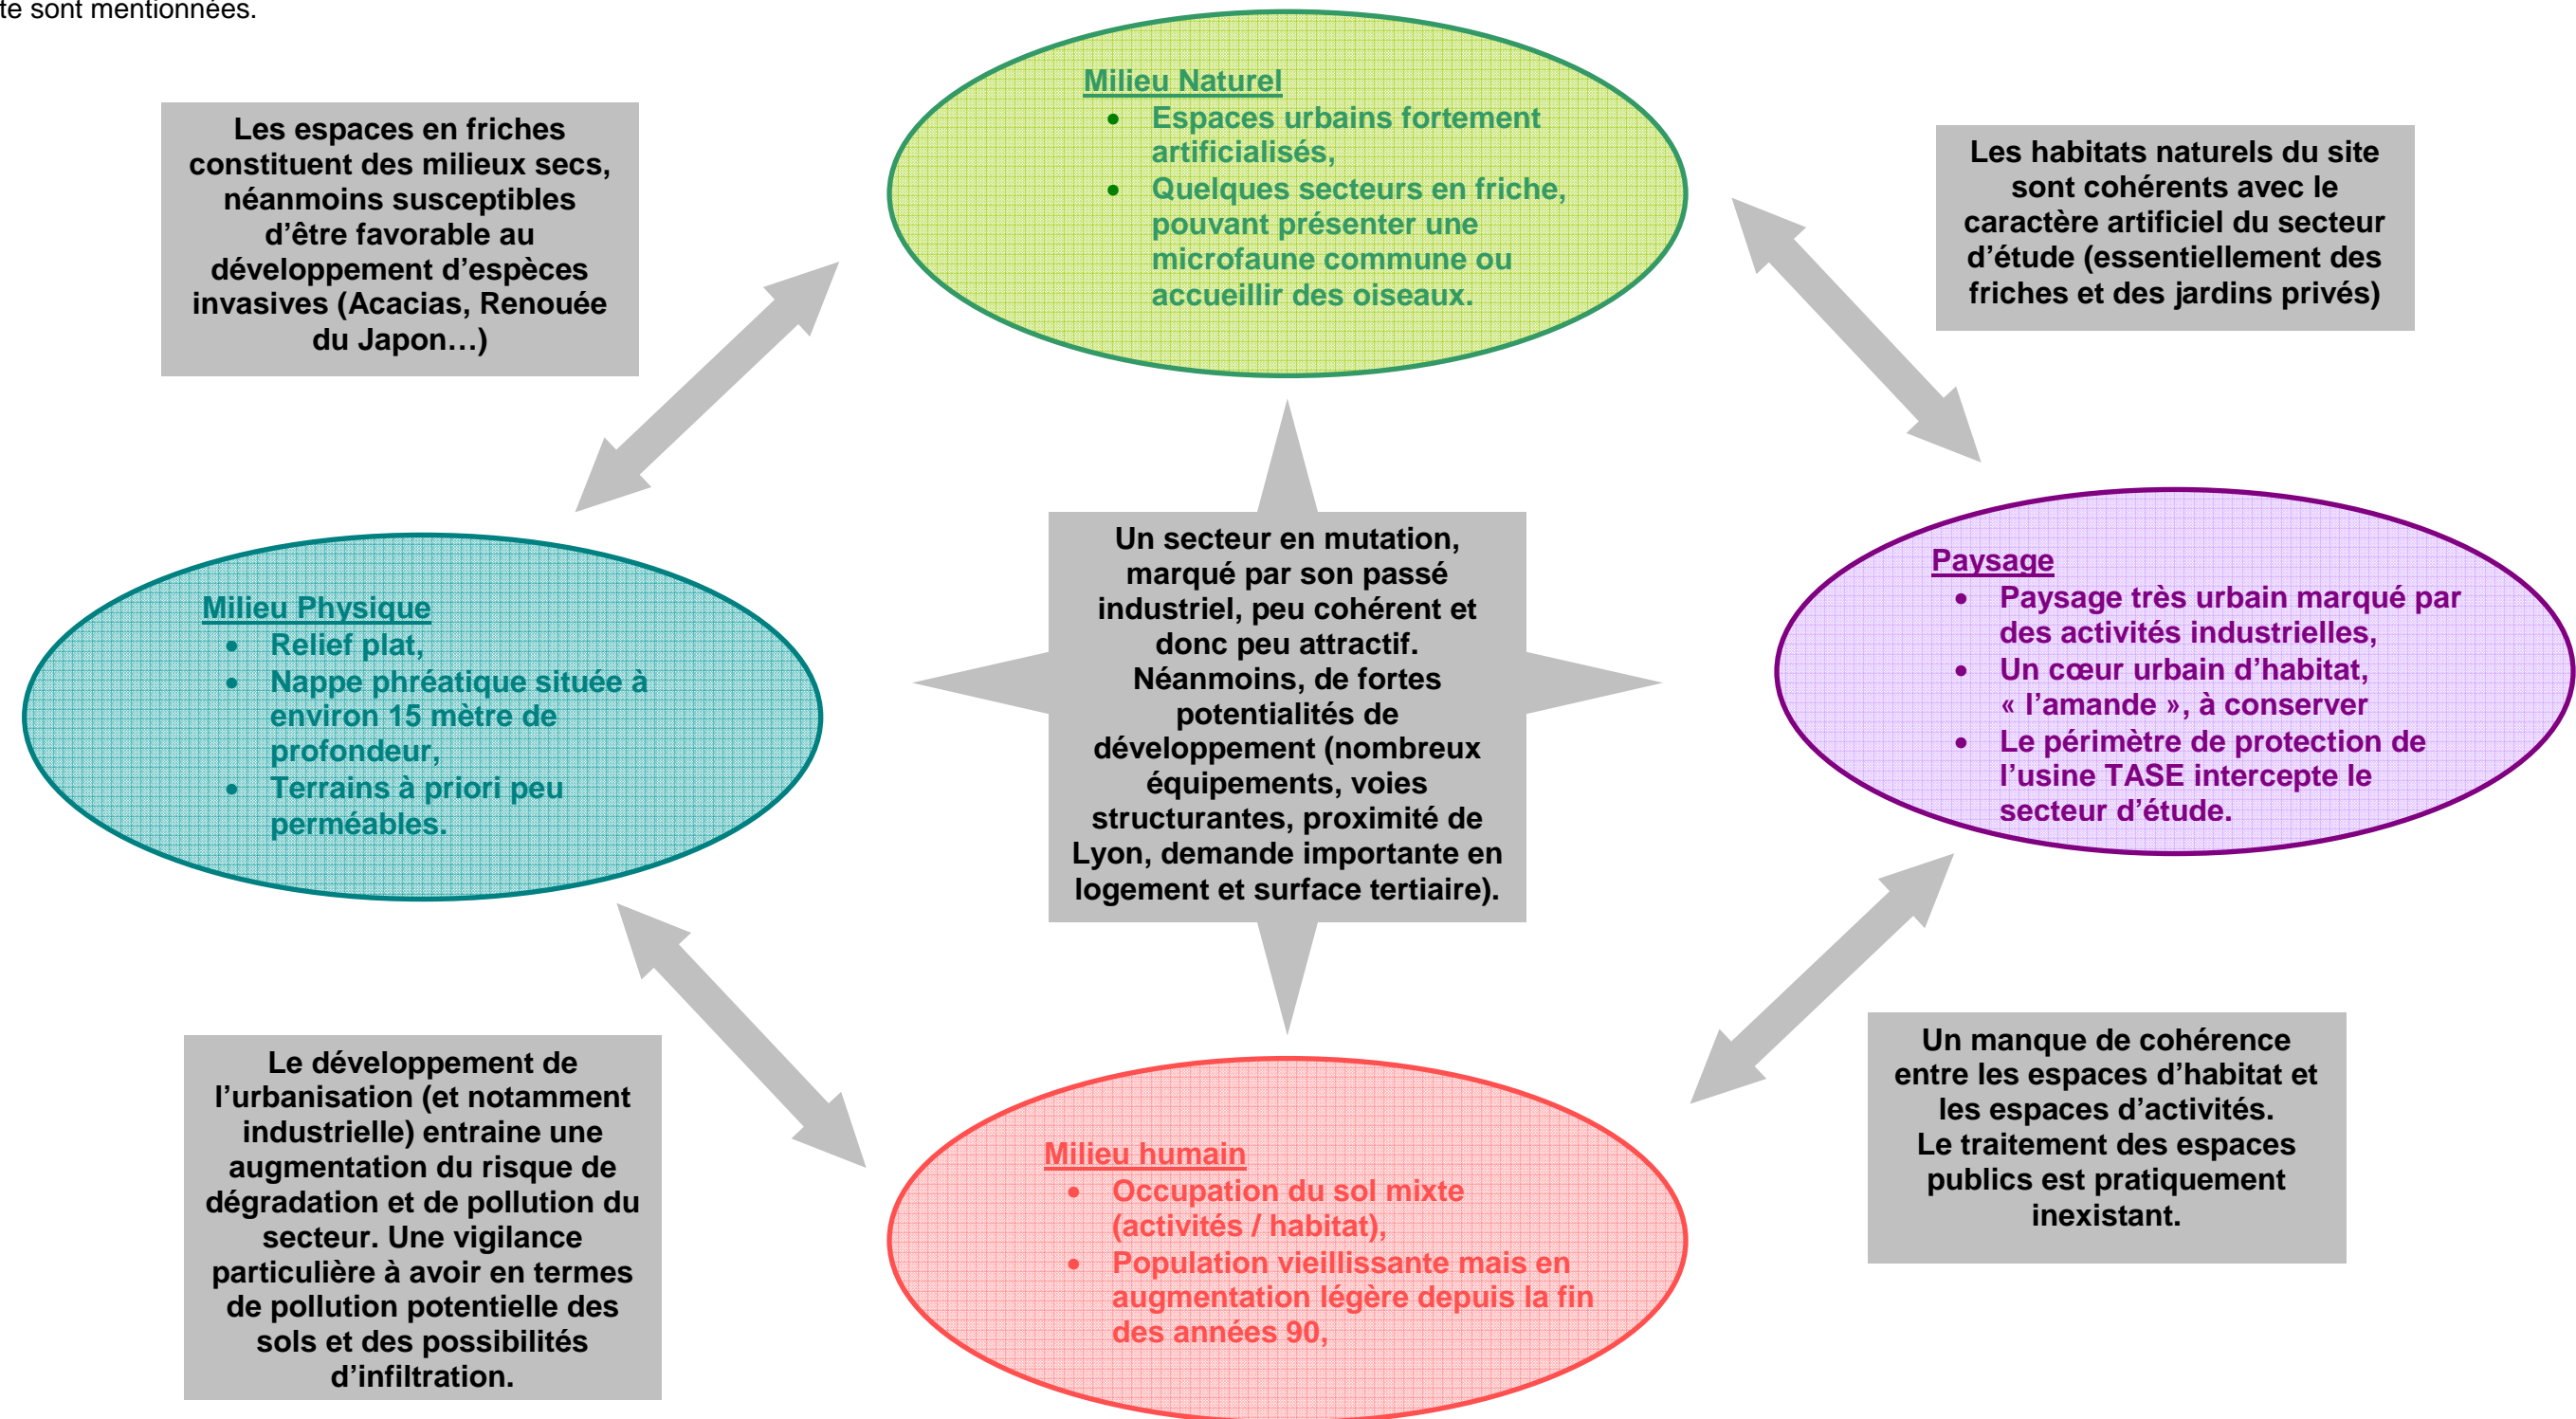 te sont mentionnées.
Milieu Naturel
• Espaces urbains fortement
artificialisés,
• Quelques secteurs en friche,
pouvant présenter une
microfaune commune ou
accueillir des oiseaux.
Les espaces en friches
constituent des milieux secs,
néanmoins susceptibles
d’être favorable au
développement d’espèces
invasives (Acacias, Renouée
du Japon…)
Les habitats naturels du site
sont cohérents avec le
caractère artificiel du secteur
d’étude (essentiellement des
friches et des jardins privés)
Milieu Physique
• Relief plat,
• Nappe phréatique située à
environ 15 mètre de
profondeur,
• Terrains à priori peu
perméables.
Un secteur en mutation,
marqué par son passé
industriel, peu cohérent et
donc peu attractif.
Néanmoins, de fortes
potentialités de
développement (nombreux
équipements, voies
structurantes, proximité de
Lyon, demande importante en
logement et surface tertiaire).
Paysage
• Paysage très urbain marqué par
des activités industrielles,
• Un cœur urbain d’habitat,
« l’amande », à conserver
• Le périmètre de protection de
l’usine TASE intercepte le
secteur d’étude.
Le développement de
l’urbanisation (et notamment
industrielle) entraine une
augmentation du risque de
dégradation et de pollution du
secteur. Une vigilance
particulière à avoir en termes
de pollution potentielle des
sols et des possibilités
d’infiltration.
Milieu humain
• Occupation du sol mixte
(activités / habitat),
• Population vieillissante mais en
augmentation légère depuis la fin
des années 90,
Un manque de cohérence
entre les espaces d’habitat et
les espaces d’activités.
Le traitement des espaces
publics est pratiquement
inexistant.